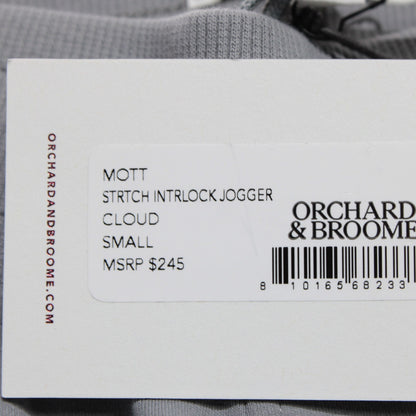 ORCHARDANDBROOME.COM
MOTT
STRTCH INTRLOCK JOGGER
CLOUD
SMALL
MSRP $245
ORCHARD
& BROOME
8 10165 68233